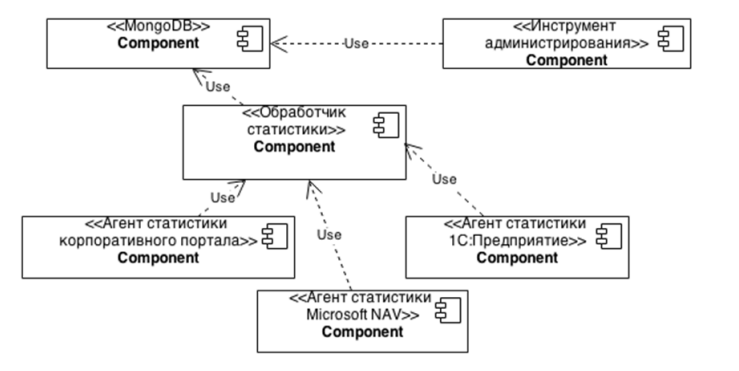 <<MongoDB>>
Component
Use
<<Инструмент
администрирования>>
Component
Use
<<Обработчик
статистики>>
Component
Use
Use
Use
<<Агент статистики
корпоративного портала>>
Component
<<Агент статистики
1С:Предприятие>>
Component
<<Агент статистики
Microsoft NAV>>
Component